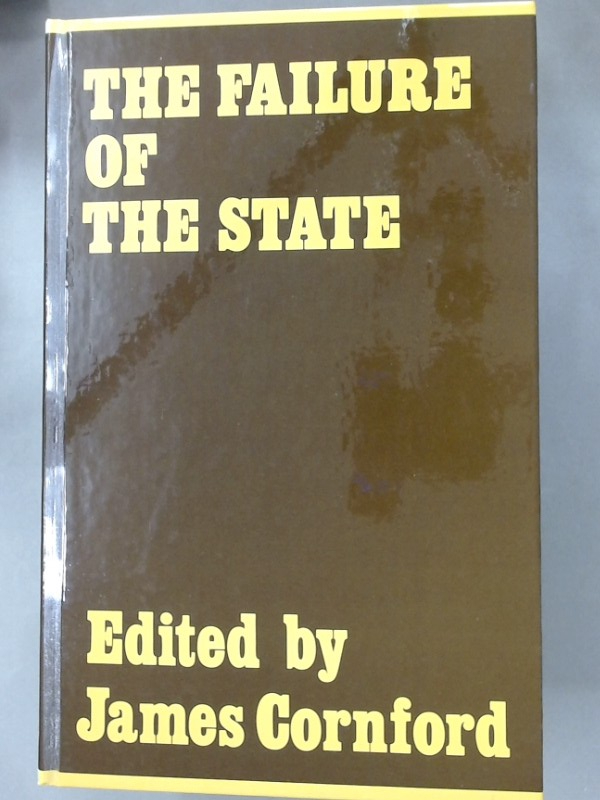 THE FAILURE
OF
THE STATE
Edited by
James Cornford